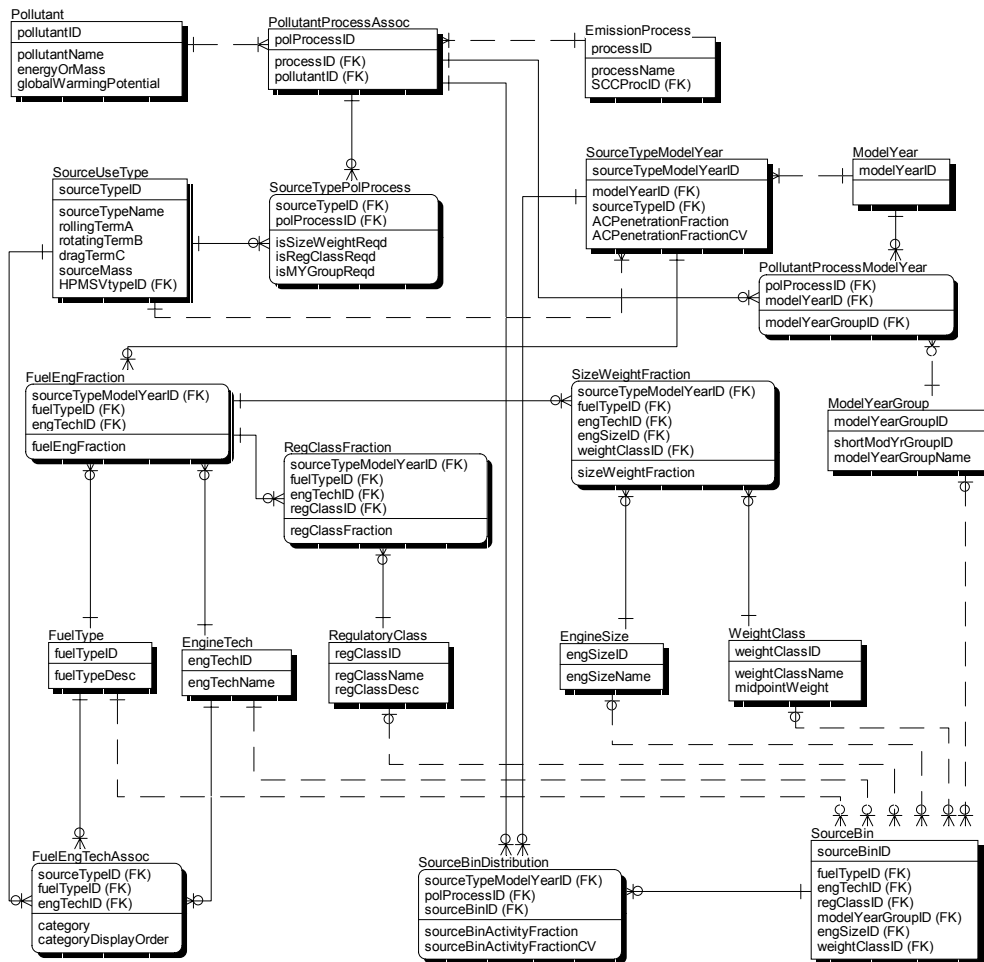 Pollutant
pollutantID
pollutantName
energyOrMass
globalWarmingPotential
PollutantProcessAssoc
polProcessID
processID (FK)
pollutantID (FK)
EmissionProcess
processID
processName
SCCProcID (FK)
SourceUseType
sourceTypeID
sourceTypeName
rollingTermA
rotatingTermB
dragTermC
sourceMass
HPMSVtypeID (FK)
SourceTypePolProcess
sourceTypeID (FK)
polProcessID (FK)
isSizeWeightReqd
isRegClassReqd
isMYGroupReqd
SourceTypeModelYear
sourceTypeModelYearID
modelYearID (FK)
sourceTypeID (FK)
ACPenetrationFraction
ACPenetrationFractionCV
ModelYear
modelYearID
PollutantProcessModelYear
polProcessID (FK)
modelYearID (FK)
modelYearGroupID (FK)
FuelEngFraction
sourceTypeModelYearID (FK)
fuelTypeID (FK)
engTechID (FK)
fuelEngFraction
RegClassFraction
sourceTypeModelYearID (FK)
fuelTypeID (FK)
engTechID (FK)
regClassID (FK)
regClassFraction
SizeWeightFraction
sourceTypeModelYearID (FK)
fuelTypeID (FK)
engTechID (FK)
engSizeID (FK)
weightClassID (FK)
sizeWeightFraction
ModelYearGroup
modelYearGroupID
shortModYrGroupID
modelYearGroupName
FuelType
fuelTypeID
fuelTypeDesc
EngineTech
engTechID
engTechName
RegulatoryClass
regClassID
regClassName
regClassDesc
EngineSize
engSizeID
engSizeName
WeightClass
weightClassID
weightClassName
midpointWeight
FuelEngTechAssoc
sourceTypeID (FK)
fuelTypeID (FK)
engTechID (FK)
category
categoryDisplayOrder
SourceBinDistribution
sourceTypeModelYearID (FK)
polProcessID (FK)
sourceBinID (FK)
sourceBinActivityFraction
sourceBinActivityFractionCV
SourceBin
sourceBinID
fuelTypeID (FK)
engTechID (FK)
regClassID (FK)
modelYearGroupID (FK)
engSizeID (FK)
weightClassID (FK)